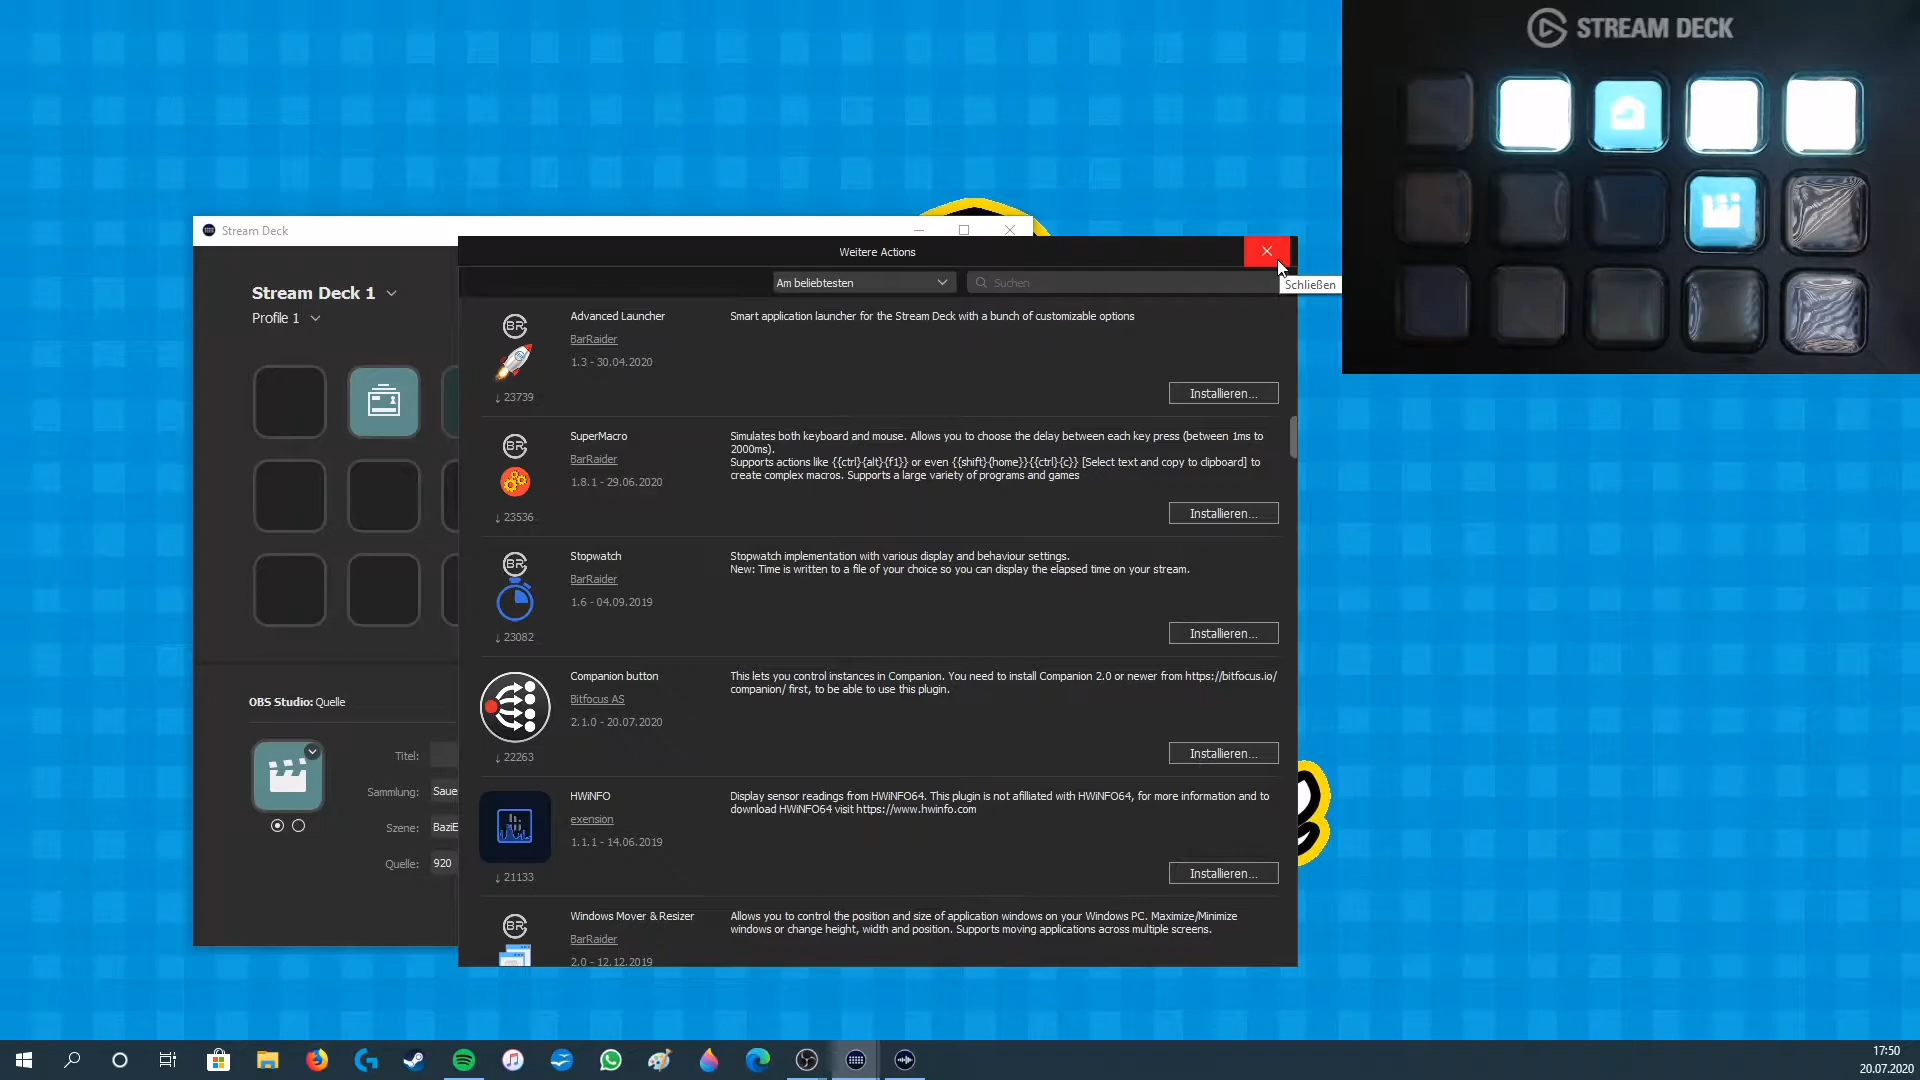 STREAM DECK
Stream Deck
Weitere Actions
Am beliebtesten
Suchen
Schließen
Stream Deck 1
Profile 1
BR
Advanced Launcher
BarRaider
1.3 - 30.04.2020
↓ 23739
Smart application launcher for the Stream Deck with a bunch of customizable options
Installieren...
BR
SuperMacro
BarRaider
1.8.1 - 29.06.2020
↓ 23536
Simulates both keyboard and mouse. Allows you to choose the delay between each key press (between 1ms to
2000ms).
Supports actions like {{ctrl}{alt}{f1}} or even {{shift}{home}}{{ctrl}{c}} [Select text and copy to clipboard] to
create complex macros. Supports a large variety of programs and games
Installieren...
BR
Stopwatch
BarRaider
1.6 - 04.09.2019
↓ 23082
Stopwatch implementation with various display and behaviour settings.
New: Time is written to a file of your choice so you can display the elapsed time on your stream.
Installieren...
Companion button
Bitfocus AS
2.1.0 - 20.07.2020
↓ 22263
This lets you control instances in Companion. You need to install Companion 2.0 or newer from https://bitfocus.io/
companion/ first, to be able to use this plugin.
Installieren...
HWiNFO
exension
1.1.1 - 14.06.2019
↓ 21133
Display sensor readings from HWiNFO64. This plugin is not afilliated with HWiNFO64, for more information and to
download HWiNFO64 visit https://www.hwinfo.com
Installieren...
BR
Windows Mover & Resizer
BarRaider
2.0 - 12.12.2019
Allows you to control the position and size of application windows on your Windows PC. Maximize/Minimize
windows or change height, width and position. Supports moving applications across multiple screens.
OBS Studio: Quelle
Titel:
Sammlung: Saue
Szene: BaziE
Quelle: 920
17:50
20.07.2020